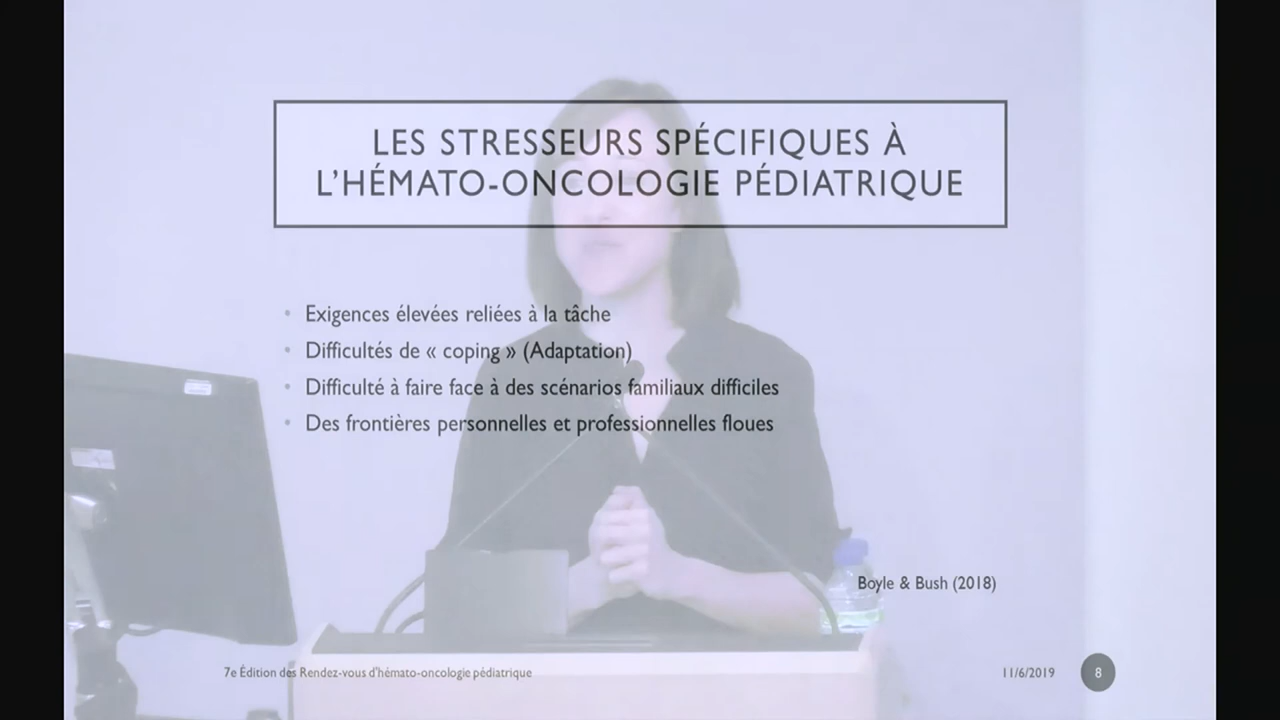 LES STRESSEURS SPÉCIFIQUES À
L'HÉMATO-ONCOLOGIE PÉDIATRIQUE
• Exigences élevées reliées à la tâche
• Difficultés de « coping » (Adaptation)
• Difficulté à faire face à des scénarios familiaux difficiles
• Des frontières personnelles et professionnelles floues
Boyle & Bush (2018)
7e Édition des Rendez-vous d'hémato-oncologie pédiatrique
11/6/2019
8